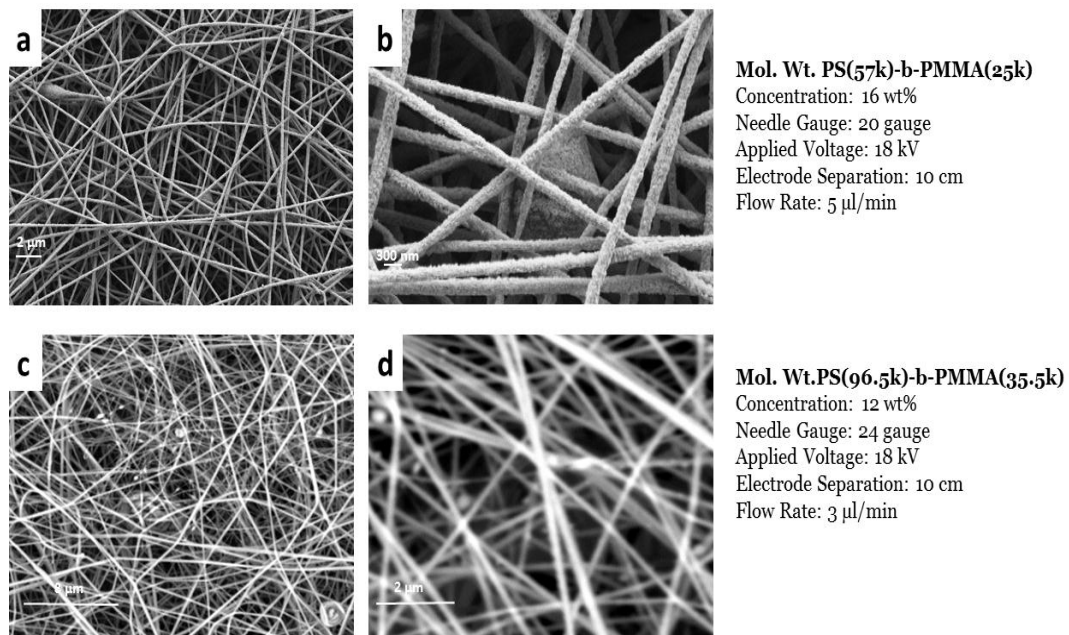 a
2 μm
b
300 nm
Mol. Wt. PS(57k)-b-PMMA(25k)
Concentration: 16 wt%
Needle Gauge: 20 gauge
Applied Voltage: 18 kV
Electrode Separation: 10 cm
Flow Rate: 5 μl/min
c
8 μm
d
2 μm
Mol. Wt.PS(96.5k)-b-PMMA(35.5k)
Concentration: 12 wt%
Needle Gauge: 24 gauge
Applied Voltage: 18 kV
Electrode Separation: 10 cm
Flow Rate: 3 μl/min